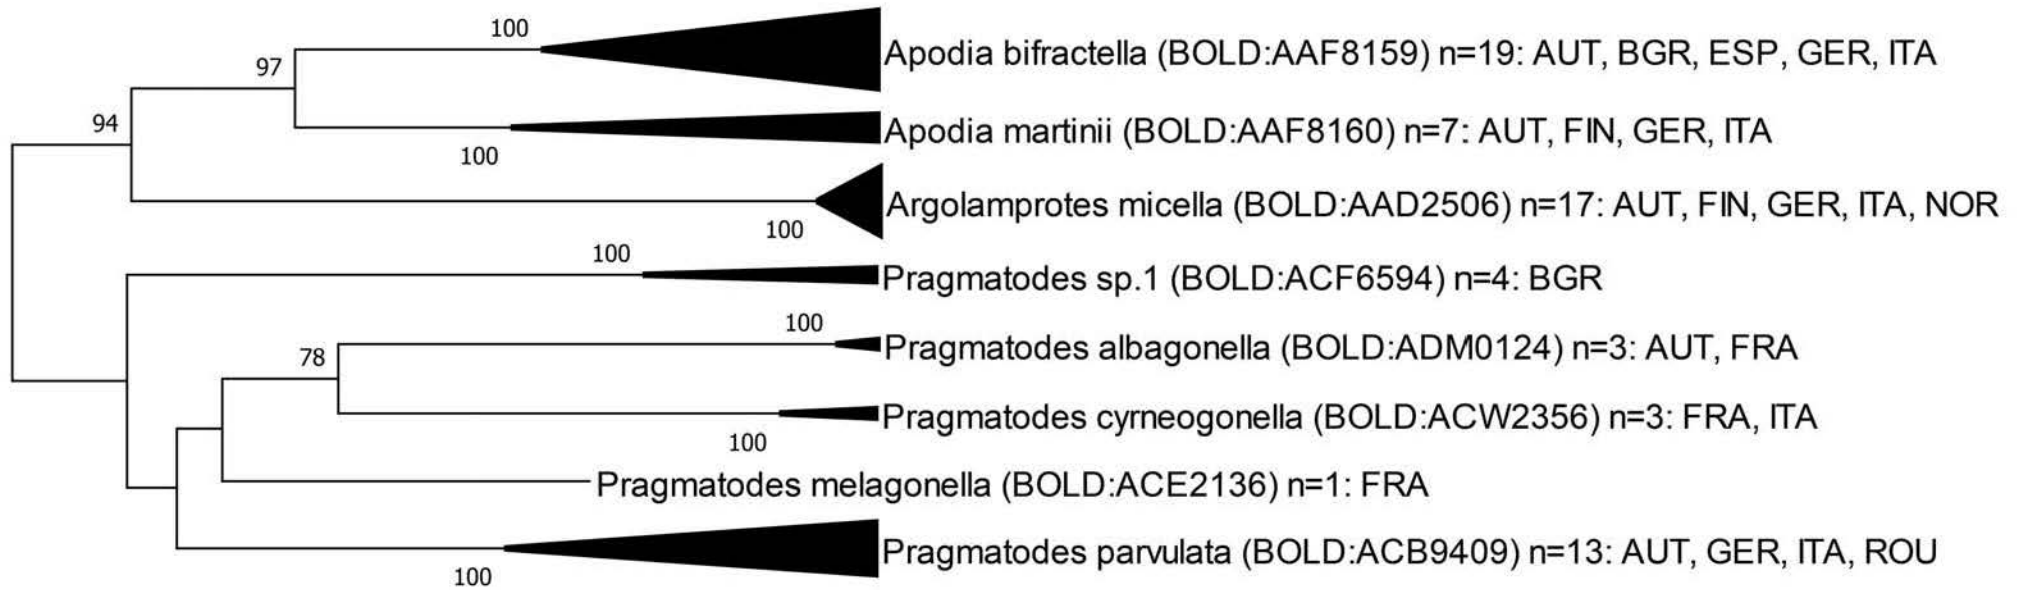 100
Apodia bifractella (BOLD:AAF8159) n=19: AUT, BGR, ESP, GER, ITA
97
94
Apodia martinii (BOLD:AAF8160) n=7: AUT, FIN, GER, ITA
100
Argolamprotes micella (BOLD:AAD2506) n=17: AUT, FIN, GER, ITA, NOR
100
100
Pragmatodes sp.1 (BOLD:ACF6594) n=4: BGR
100
Pragmatodes albagonella (BOLD:ADM0124) n=3: AUT, FRA
78
Pragmatodes cyrneogonella (BOLD:ACW2356) n=3: FRA, ITA
100
Pragmatodes melagonella (BOLD:ACE2136) n=1: FRA
Pragmatodes parvulata (BOLD:ACB9409) n=13: AUT, GER, ITA, ROU
100